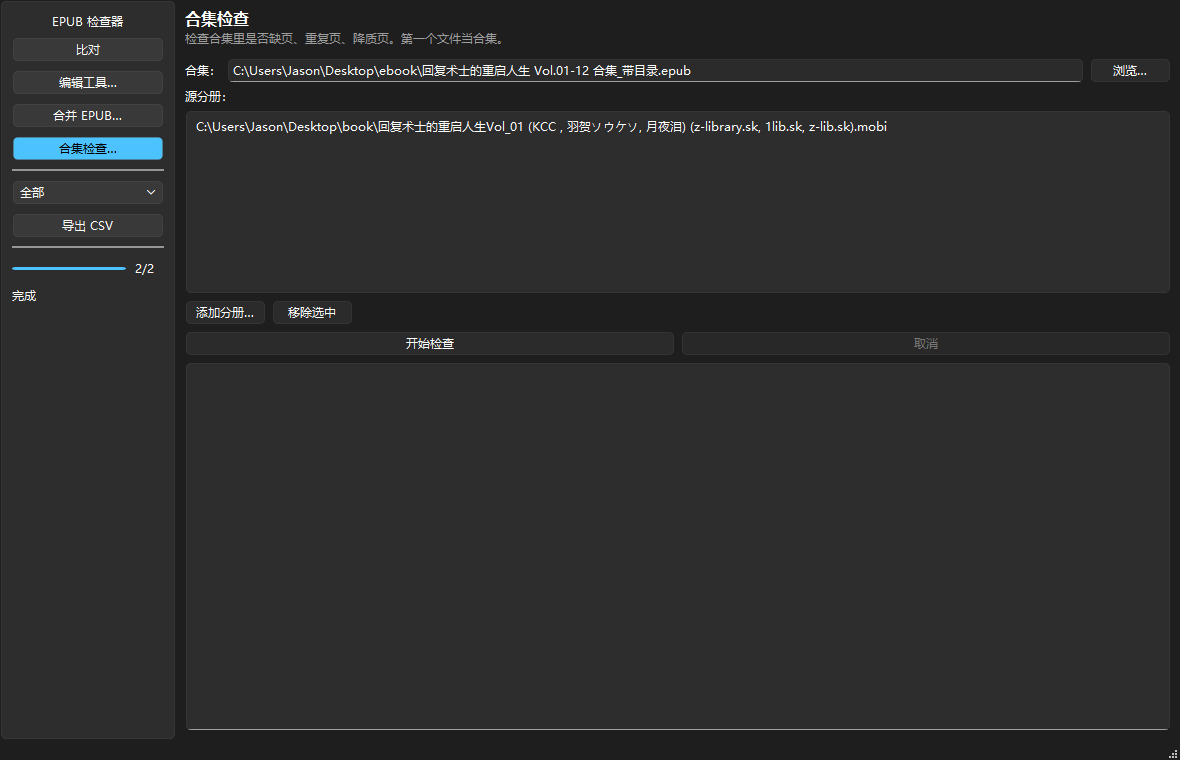 EPUB 检查器
比对
编辑工具...
合并 EPUB...
合集检查...
全部
导出 CSV
2/2
完成
合集检查
检查合集里是否缺页、重复页、降质页。第一个文件当合集。
合集: C:\Users\Jason\Desktop\ebook\回复术士的重启人生 Vol.01-12 合集_带目录.epub 浏览...
源分册:
C:\Users\Jason\Desktop\book\回复术士的重启人生Vol_01 (KCC , 羽贺ソゥケソ, 月夜泪) (z-library.sk, 1lib.sk, z-lib.sk).mobi
添加分册... 移除选中
开始检查 取消